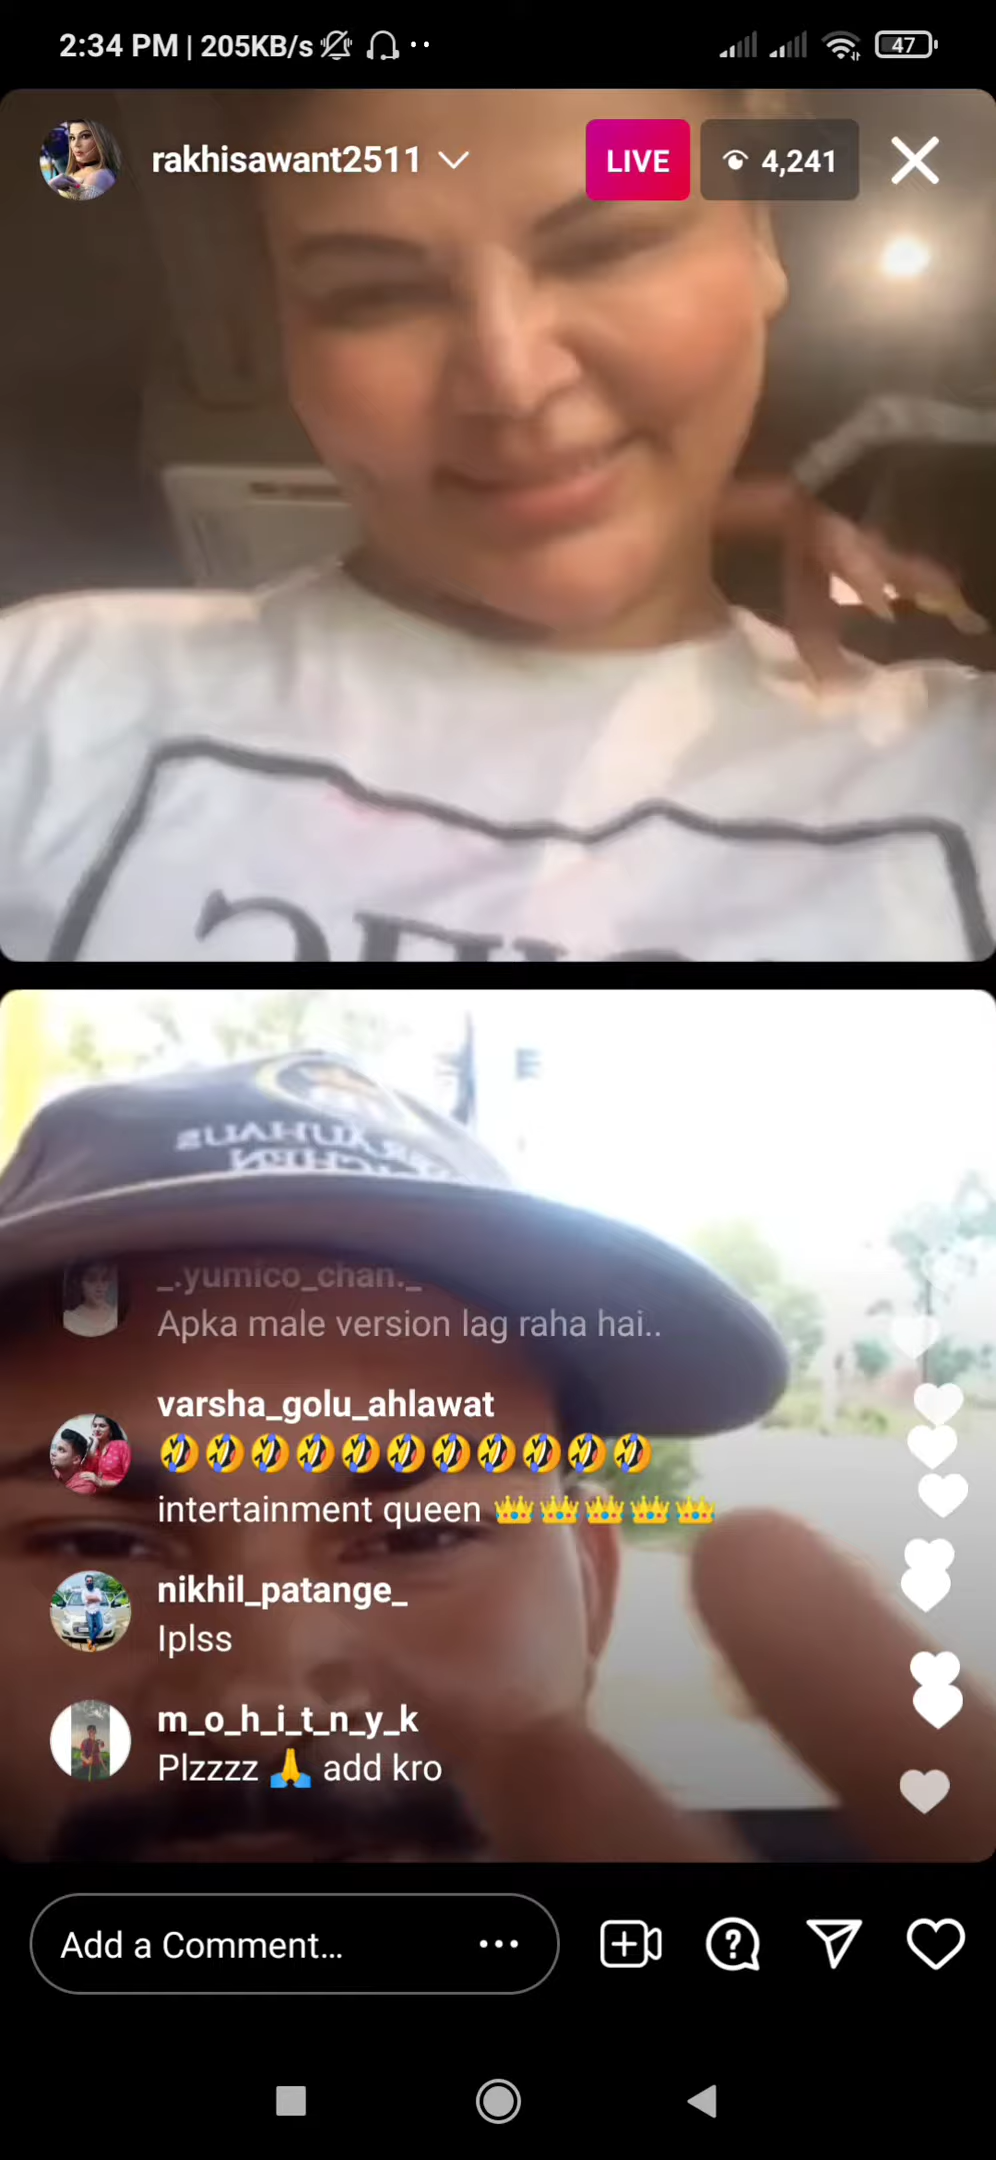 2:34 PM | 205KB/s
47
rakhisawant2511
LIVE
4,241
E
_.yumico_chan._
Apka male version lag raha hai..
varsha_golu_ahlawat
🤣🤣🤣🤣🤣🤣🤣🤣🤣🤣🤣
intertainment queen 👑👑👑👑👑
nikhil_patange_
Iplss
m_o_h_i_t_n_y_k
Plzzzz 🙏 add kro
Add a Comment...